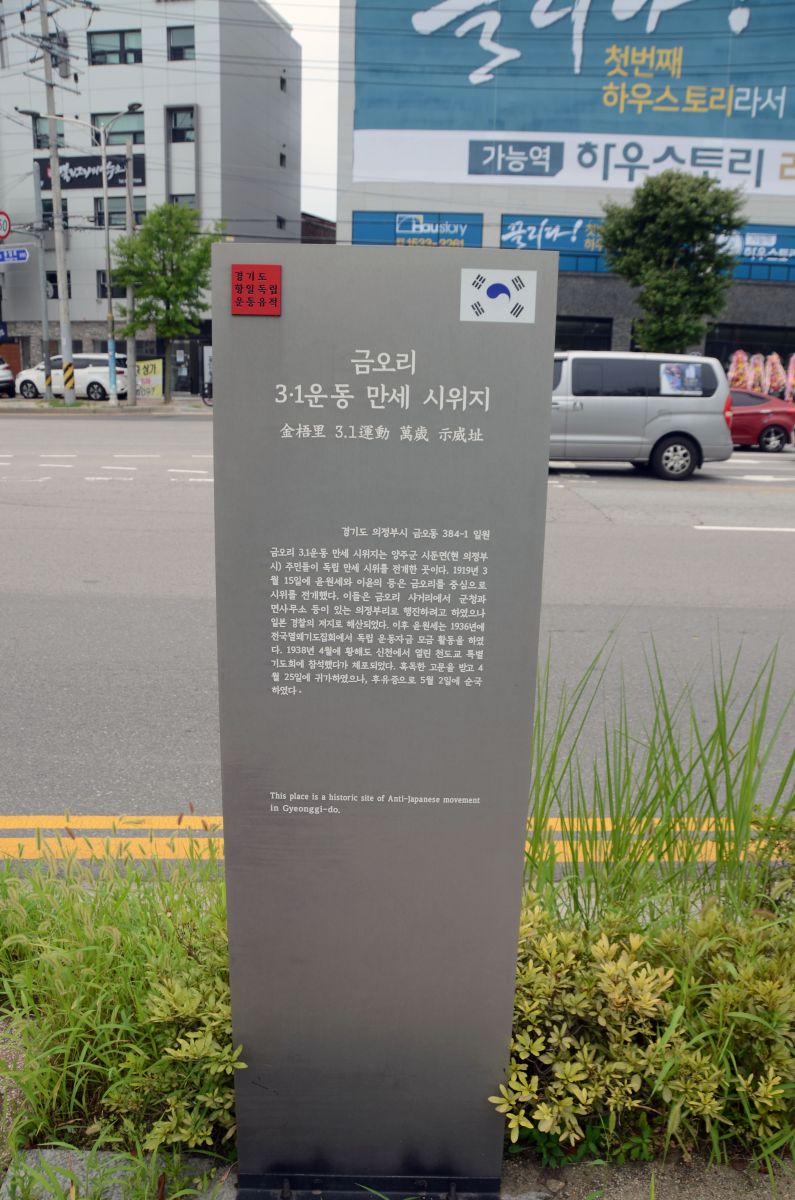 끌리다!
첫번째
하우스토리라서
가능역 하우스토리
Haustory
1522-2261
끌리다!
첫번째
50
경기도
항일독립
운동유적
금오리
3·1운동 만세 시위지
金梧里 3.1運動 萬歲 示威址
경기도 의정부시 금오동 384-1 일원
금오리 3.1운동 만세 시위지는 양주군 시둔면(현 의정부
시) 주민들이 독립 만세 시위를 전개한 곳이다. 1919년 3
월 15일에 윤원세와 이윤의 등은 금오리를 중심으로
시위를 전개했다. 이들은 금오리 사거리에서 군청과
면사무소 등이 있는 의정부리로 행진하려고 하였으나
일본 경찰의 저지로 해산되었다. 이후 윤원세는 1936년에
전국멸왜기도집회에서 독립 운동자금 모금 활동을 하였
다. 1938년 4월에 황해도 신천에서 열린 천도교 특별
기도회에 참석했다가 체포되었다. 혹독한 고문을 받고 4
월 25일에 귀가하였으나, 후유증으로 5월 2일에 순국
하였다.
This place is a historic site of Anti-Japanese movement
in Gyeonggi-do.